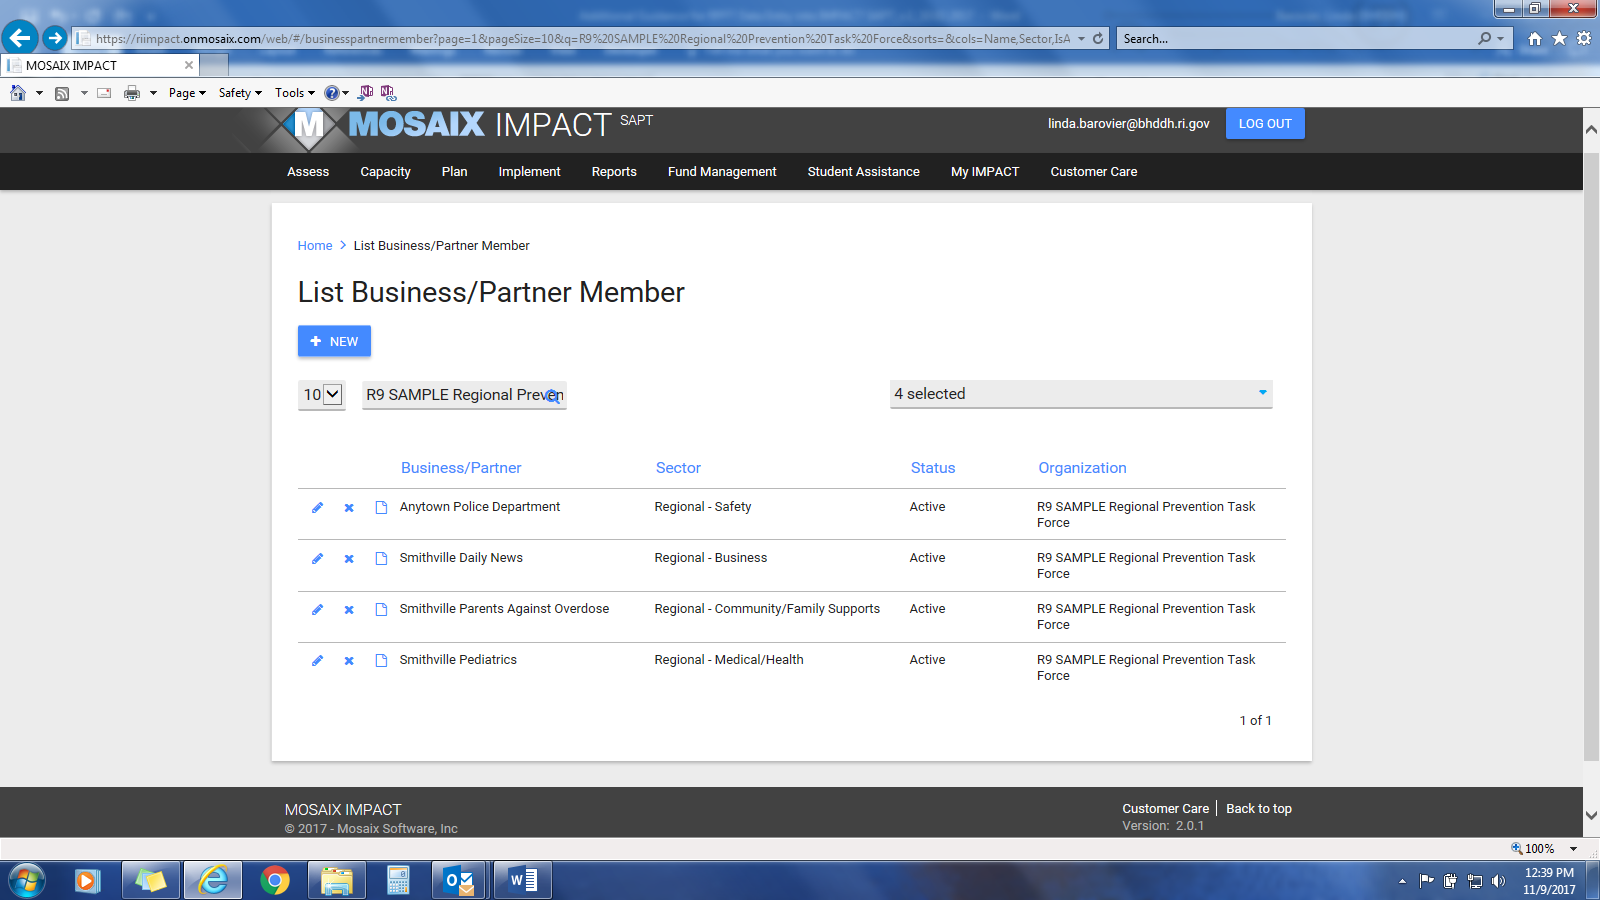 https://riimpact.onmosaix.com/web/#/businesspartnermember?page=1&pageSize=10&q=R9%20SAMPLE%20Regional%20Prevention%20Task%20Force&sorts=&cols=Name,Sector,IsA
Search...
MOSAIX IMPACT
Page Safety Tools
MOSAIX IMPACT SAPT
linda.barovier@bhddh.ri.gov LOG OUT
Assess Capacity Plan Implement Reports Fund Management Student Assistance My IMPACT Customer Care
Home > List Business/Partner Member
List Business/Partner Member
+ NEW
10 R9 SAMPLE Regional Preven 4 selected
Business/Partner Sector Status Organization
Anytown Police Department Regional - Safety Active R9 SAMPLE Regional Prevention Task
Force
Smithville Daily News Regional - Business Active R9 SAMPLE Regional Prevention Task
Force
Smithville Parents Against Overdose Regional - Community/Family Supports Active R9 SAMPLE Regional Prevention Task
Force
Smithville Pediatrics Regional - Medical/Health Active R9 SAMPLE Regional Prevention Task
Force
1 of 1
MOSAIX IMPACT
© 2017 - Mosaix Software, Inc
Customer Care | Back to top
Version: 2.0.1
100%
12:39 PM
11/9/2017